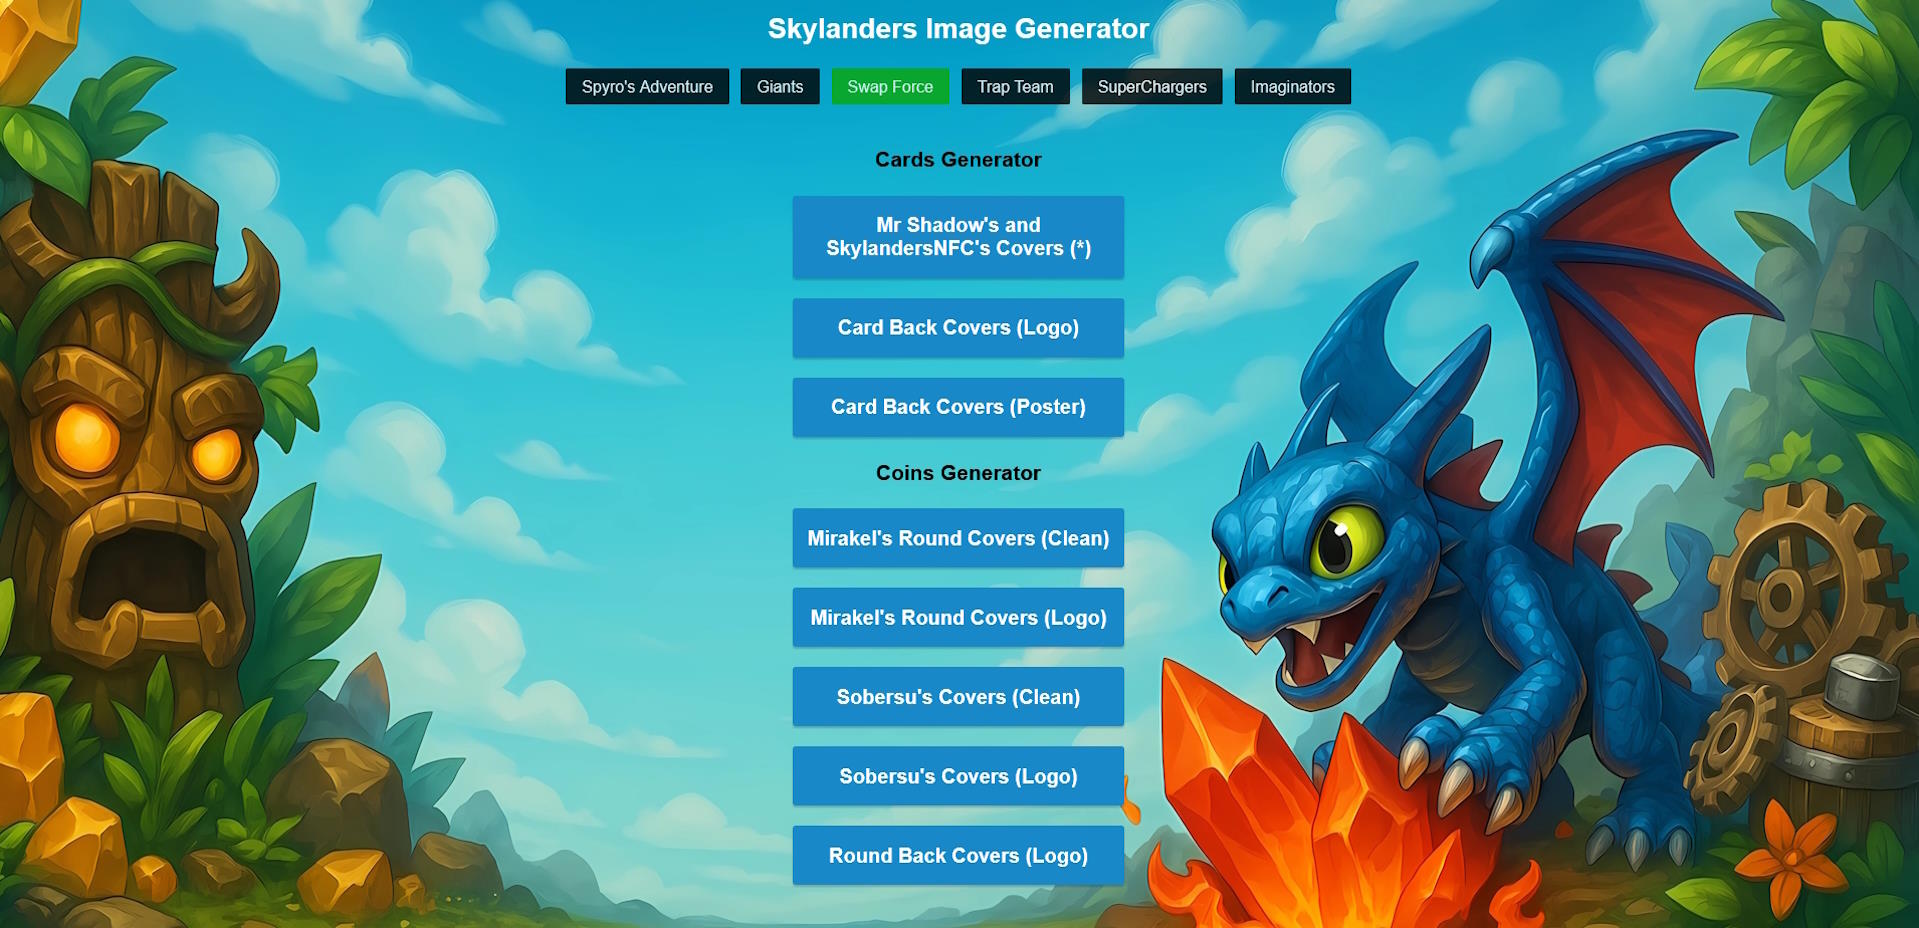 Skylanders Image Generator
Spyro's Adventure
Giants
Swap Force
Trap Team
SuperChargers
Imaginators
Cards Generator
Mr Shadow's and
SkylandersNFC's Covers (*)
Card Back Covers (Logo)
Card Back Covers (Poster)
Coins Generator
Mirakel's Round Covers (Clean)
Mirakel's Round Covers (Logo)
Sobersu's Covers (Clean)
Sobersu's Covers (Logo)
Round Back Covers (Logo)